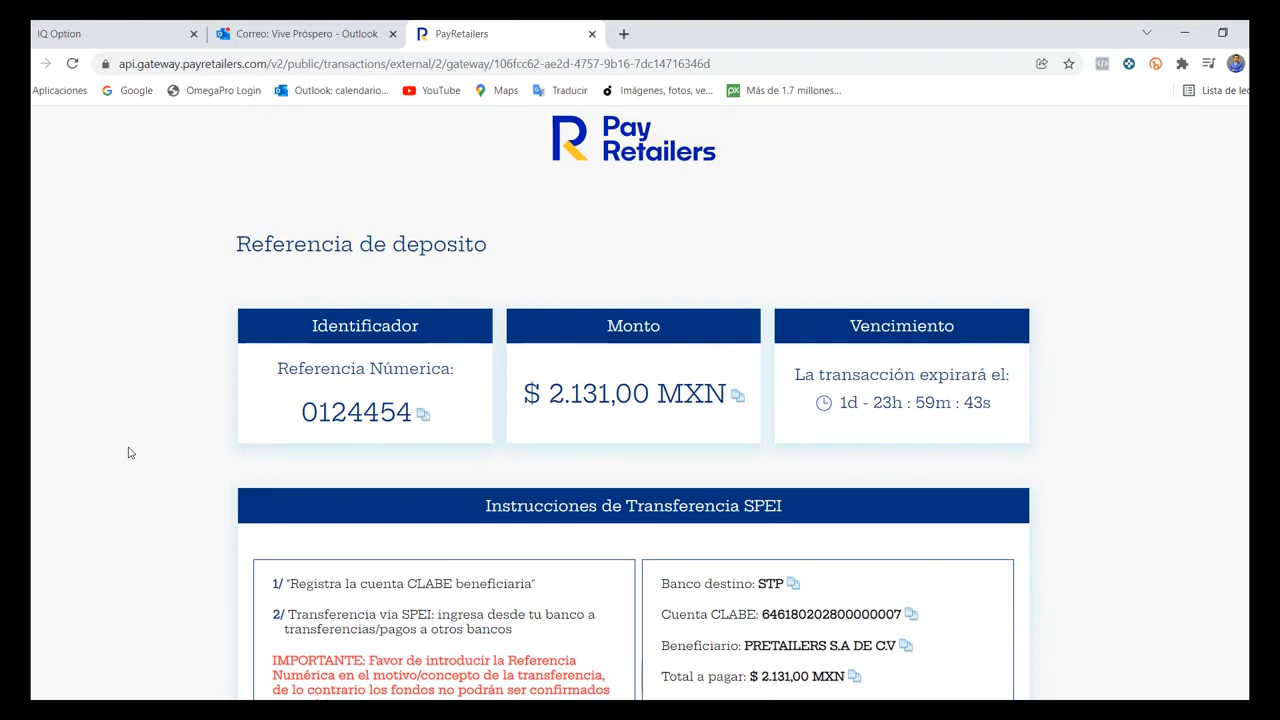 IQ Option
Correo: Vive Próspero - Outlook
PayRetailers
api.gateway.payretailers.com/v2/public/transactions/external/2/gateway/106fcc62-ae2d-4757-9b16-7dc14716346d
Aplicaciones
Google
OmegaPro Login
Outlook: calendario...
YouTube
Maps
Traducir
Imágenes, fotos, ve...
Más de 1.7 millones...
Lista de lec
Pay
Retailers
Referencia de deposito
Identificador
Referencia Númerica:
0124454
Monto
$ 2.131,00 MXN
Vencimiento
La transacción expirará el:
1d - 23h : 59m : 43s
Instrucciones de Transferencia SPEI
1/ "Registra la cuenta CLABE beneficiaria"
2/ Transferencia via SPEI: ingresa desde tu banco a
transferencias/pagos a otros bancos
IMPORTANTE: Favor de introducir la Referencia
Numérica en el motivo/concepto de la transferencia,
de lo contrario los fondos no podrán ser confirmados
Banco destino: STP
Cuenta CLABE: 646180202800000007
Beneficiario: PRETAILERS S.A DE C.V
Total a pagar: $ 2.131,00 MXN